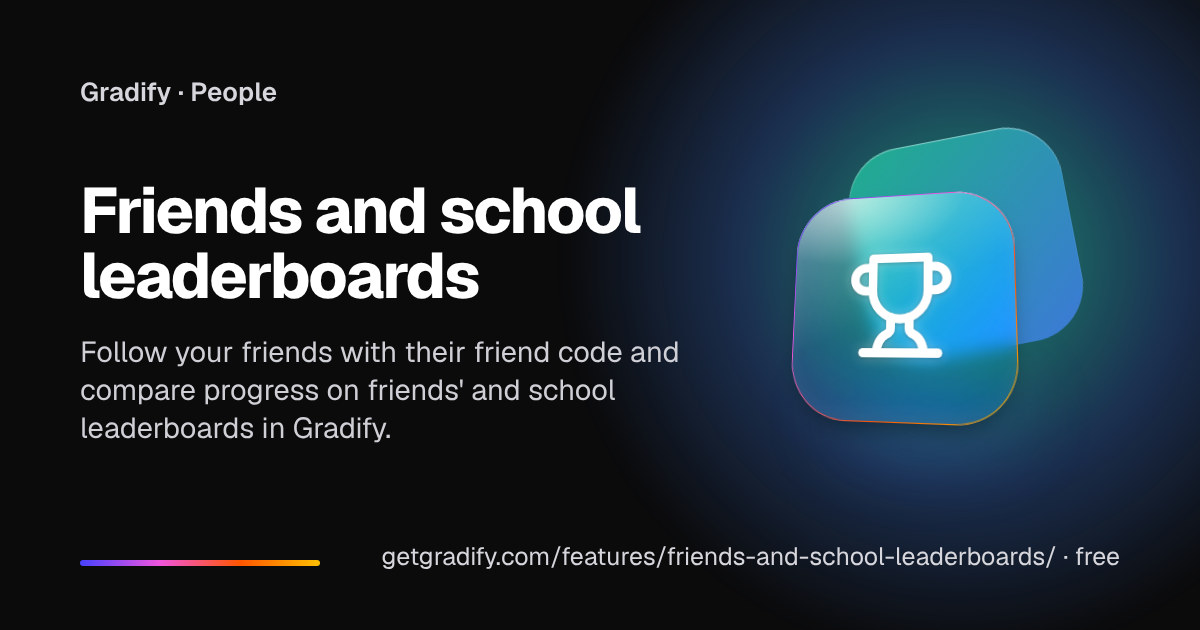 Gradify · People
Friends and school
leaderboards
Follow your friends with their friend code and
compare progress on friends' and school
leaderboards in Gradify.
getgradify.com/features/friends-and-school-leaderboards/ · free